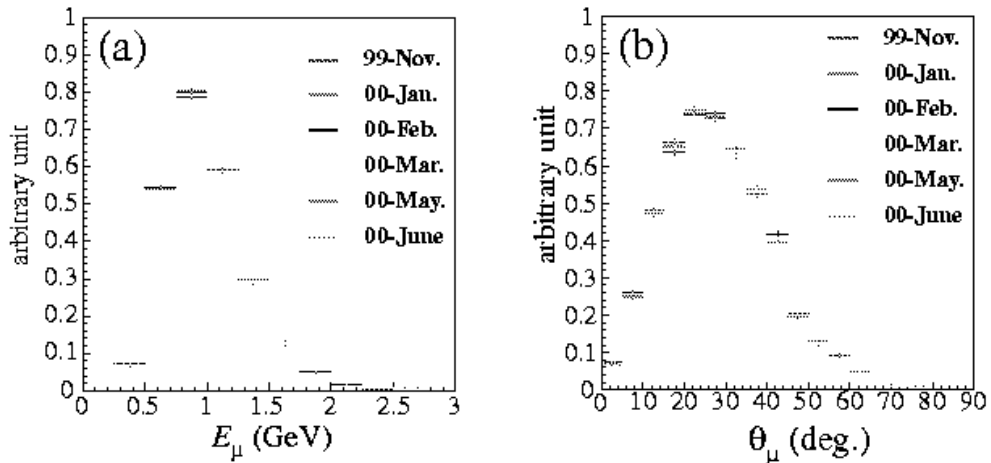 (a)
99-Nov.
00-Jan.
00-Feb.
00-Mar.
00-May.
00-June
arbitrary unit
1
0.9
0.8
0.7
0.6
0.5
0.4
0.3
0.2
0.1
0
0 0.5 1 1.5 2 2.5 3
E_μ (GeV)
(b)
99-Nov.
00-Jan.
00-Feb.
00-Mar.
00-May.
00-June
arbitrary unit
1
0.9
0.8
0.7
0.6
0.5
0.4
0.3
0.2
0.1
0
0 10 20 30 40 50 60 70 80 90
θ_μ (deg.)